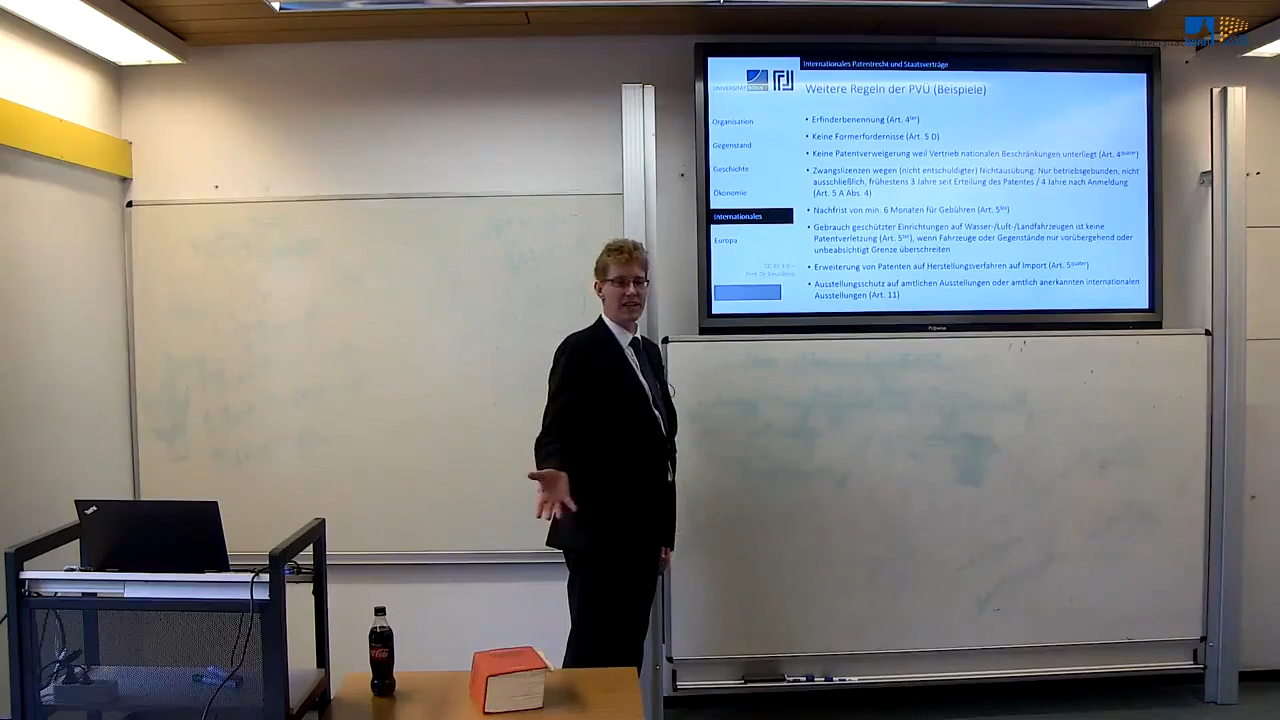 Internationales Patentrecht und Staatsverträge
UNIVERSITÄT BONN
Weitere Regeln der PVÜ (Beispiele)
Organisation
Gegenstand
Geschichte
Ökonomie
Internationales
Europa
• Erfinderbenennung (Art. 4ter)
• Keine Formerfordernisse (Art. 5 D)
• Keine Patentverweigerung weil Vertrieb nationalen Beschränkungen unterliegt (Art. 4quater)
• Zwangslizenzen wegen (nicht entschuldigter) Nichtausübung: Nur betriebsgebunden, nicht
ausschließlich, frühestens 3 Jahre seit Erteilung des Patentes / 4 Jahre nach Anmeldung
(Art. 5 A Abs. 4)
• Nachfrist von min. 6 Monaten für Gebühren (Art. 5bis)
• Gebrauch geschützter Einrichtungen auf Wasser-/Luft-/Landfahrzeugen ist keine
Patentverletzung (Art. 5ter), wenn Fahrzeuge oder Gegenstände nur vorübergehend oder
unbeabsichtigt Grenze überschreiten
• Erweiterung von Patenten auf Herstellungsverfahren auf Import (Art. 5quater)
• Ausstellungsschutz auf amtlichen Ausstellungen oder amtlich anerkannten internationalen
Ausstellungen (Art. 11)